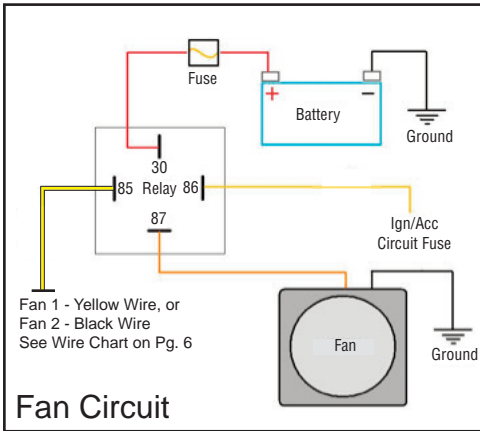 Fuse
+
−
Battery
Ground
30
85 Relay 86
87
Ign/Acc
Circuit Fuse
Fan 1 - Yellow Wire, or
Fan 2 - Black Wire
See Wire Chart on Pg. 6
Fan
Ground
Fan Circuit